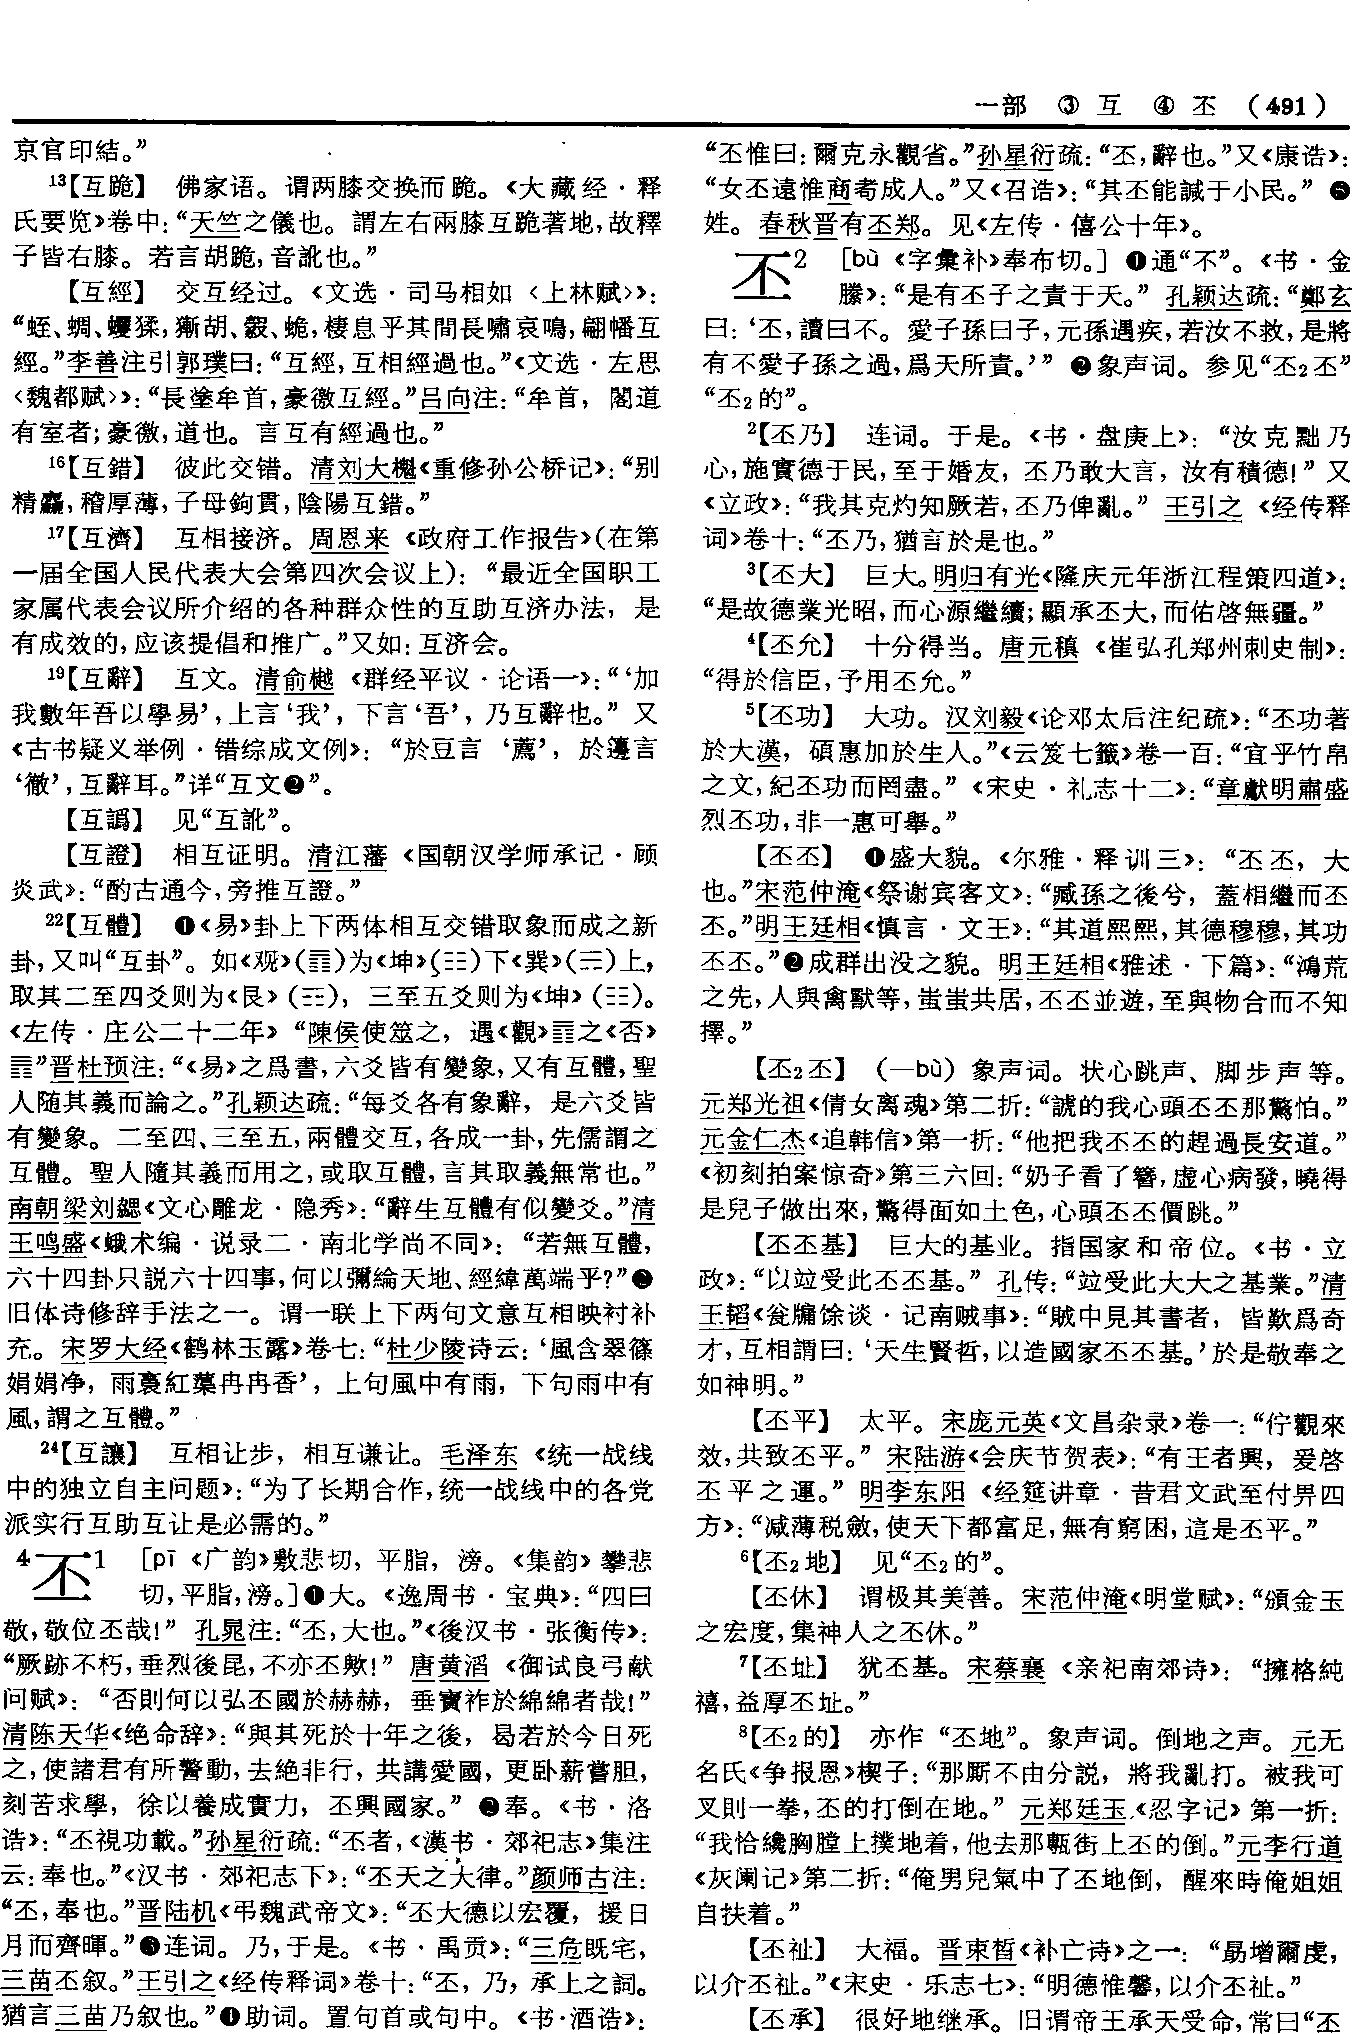 一部 ③ 互 ④ 丕 (491)
京官印結。”
13【互跪】 佛家语。谓两膝交换而跪。《大藏经·释
氏要览》卷中：“天竺之儀也。謂左右兩膝互跪著地，故釋
子皆右膝。若言胡跪，音訛也。”
【互經】 交互经过。《文选·司马相如〈上林赋〉》：
“蛭、蜩、蠼猱，獑胡、豰、蛫，棲息乎其間長嘯哀鳴，翩幡互
經。”李善注引郭璞曰：“互經，互相經過也。”《文选·左思
〈魏都赋〉》：“長塗牟首，豪徼互經。”吕向注：“牟首，閣道
有室者；豪徼，道也。言互有經過也。”
16【互錯】 彼此交错。清刘大櫆《重修孙公桥记》：“别
精麤，稽厚薄，子母鉤貫，陰陽互錯。”
17【互濟】 互相接济。周恩来《政府工作报告》(在第
一届全国人民代表大会第四次会议上)：“最近全国职工
家属代表会议所介绍的各种群众性的互助互济办法，是
有成效的，应该提倡和推广。”又如：互济会。
19【互辭】 互文。清俞樾《群经平议·论语一》：“‘加
我數年吾以學易’，上言‘我’，下言‘吾’，乃互辭也。”又
《古书疑义举例·错综成文例》：“於豆言‘薦’，於籩言
‘徹’，互辭耳。”详“互文❷”。
【互譌】 见“互訛”。
【互證】 相互证明。清江藩《国朝汉学师承记·顾
炎武》：“酌古通今，旁推互證。”
22【互體】 ❶《易》卦上下两体相互交错取象而成之新
卦，又叫“互卦”。如《观》(䷓)为《坤》(☷)下《巽》(☴)上，
取其二至四爻则为《艮》(☶)，三至五爻则为《坤》(☷)。
《左传·庄公二十二年》“陳侯使筮之，遇《觀》䷓之《否》
䷋”晋杜预注：“《易》之爲書，六爻皆有變象，又有互體，聖
人随其義而論之。”孔颖达疏：“每爻各有象辭，是六爻皆
有變象。二至四、三至五，兩體交互，各成一卦，先儒謂之
互體。聖人隨其義而用之，或取互體，言其取義無常也。”
南朝梁刘勰《文心雕龙·隐秀》：“辭生互體有似變爻。”清
王鸣盛《蛾术编·说录二·南北学尚不同》：“若無互體，
六十四卦只説六十四事，何以彌綸天地、經緯萬端乎?”❷
旧体诗修辞手法之一。谓一联上下两句文意互相映衬补
充。宋罗大经《鹤林玉露》卷七：“杜少陵诗云：‘風含翠篠
娟娟净，雨裛紅蕖冉冉香’，上句風中有雨，下句雨中有
風，謂之互體。”
24【互讓】 互相让步，相互谦让。毛泽东《统一战线
中的独立自主问题》：“为了长期合作，统一战线中的各党
派实行互助互让是必需的。”
4 丕1 [pī《广韵》敷悲切，平脂，滂。《集韵》攀悲
切，平脂，滂。]❶大。《逸周书·宝典》：“四曰
敬，敬位丕哉!”孔晁注：“丕，大也。”《後汉书·张衡传》：
“厥跡不朽，垂烈後昆，不亦丕歟!”唐黄滔《御试良弓献
问赋》：“否則何以弘丕國於赫赫，垂寶祚於綿綿者哉!”
清陈天华《绝命辞》：“與其死於十年之後，曷若於今日死
之，使諸君有所警動，去絶非行，共講愛國，更卧薪嘗胆，
刻苦求學，徐以養成實力，丕興國家。”❷奉。《书·洛
诰》：“丕視功載。”孙星衍疏：“丕者，《漢书·郊祀志》集注
云：奉也。”《汉书·郊祀志下》：“丕天之大律。”颜师古注：
“丕，奉也。”晋陆机《弔魏武帝文》：“丕大德以宏覆，援日
月而齊暉。”❸连词。乃，于是。《书·禹贡》：“三危既宅，
三苗丕叙。”王引之《经传释词》卷十：“丕，乃，承上之詞。
猶言三苗乃叙也。”❹助词。置句首或句中。《书·酒诰》：
“丕惟曰：爾克永觀省。”孙星衍疏：“丕，辭也。”又《康诰》：
“女丕遠惟商耇成人。”又《召诰》：“其丕能諴于小民。”❺
姓。春秋晋有丕郑。见《左传·僖公十年》。
丕2 [bù《字彙补》奉布切。]❶通“不”。《书·金
縢》：“是有丕子之責于天。”孔颖达疏：“鄭玄
曰：‘丕，讀曰不。愛子孫曰子，元孫遇疾，若汝不救，是將
有不愛子孫之過，爲天所責。’”❷象声词。参见“丕2丕”
“丕2的”。
2【丕乃】 连词。于是。《书·盘庚上》：“汝克黜乃
心，施實德于民，至于婚友，丕乃敢大言，汝有積德!”又
《立政》：“我其克灼知厥若，丕乃俾亂。”王引之《经传释
词》卷十：“丕乃，猶言於是也。”
3【丕大】 巨大。明归有光《隆庆元年浙江程策四道》：
“是故德業光昭，而心源繼續；顯承丕大，而佑啓無疆。”
4【丕允】 十分得当。唐元稹《崔弘孔郑州刺史制》：
“得於信臣，予用丕允。”
5【丕功】 大功。汉刘毅《论邓太后注纪疏》：“丕功著
於大漢，碩惠加於生人。”《云笈七籤》卷一百：“宜乎竹帛
之文，紀丕功而罔盡。”《宋史·礼志十二》：“章獻明肅盛
烈丕功，非一惠可舉。”
【丕丕】 ❶盛大貌。《尔雅·释训三》：“丕丕，大
也。”宋范仲淹《祭谢宾客文》：“臧孫之後兮，蓋相繼而丕
丕。”明王廷相《慎言·文王》：“其道熙熙，其德穆穆，其功
丕丕。”❷成群出没之貌。明王廷相《雅述·下篇》：“鴻荒
之先，人與禽獸等，蚩蚩共居，丕丕並遊，至與物合而不知
擇。”
【丕2丕】 (—bù)象声词。状心跳声、脚步声等。
元郑光祖《倩女离魂》第二折：“諕的我心頭丕丕那驚怕。”
元金仁杰《追韩信》第一折：“他把我丕丕的趕過長安道。”
《初刻拍案惊奇》第三六回：“奶子看了簪，虚心病發，曉得
是兒子做出來，驚得面如土色，心頭丕丕價跳。”
【丕丕基】 巨大的基业。指国家和帝位。《书·立
政》：“以竝受此丕丕基。”孔传：“竝受此大大之基業。”清
王韬《瓮牖馀谈·记南贼事》：“賊中見其書者，皆歎爲奇
才，互相謂曰：‘天生賢哲，以造國家丕丕基。’於是敬奉之
如神明。”
【丕平】 太平。宋庞元英《文昌杂录》卷一：“佇觀來
效，共致丕平。”宋陆游《会庆节贺表》：“有王者興，爰啓
丕平之運。”明李东阳《经筵讲章·昔君文武至付畀四
方》：“减薄税斂，使天下都富足，無有窮困，這是丕平。”
6【丕2地】 见“丕2的”。
【丕休】 谓极其美善。宋范仲淹《明堂赋》：“頒金玉
之宏度，集神人之丕休。”
7【丕址】 犹丕基。宋蔡襄《亲祀南郊诗》：“擁格純
禧，益厚丕址。”
8【丕2的】 亦作“丕地”。象声词。倒地之声。元无
名氏《争报恩》楔子：“那厮不由分説，將我亂打。被我可
叉則一拳，丕的打倒在地。”元郑廷玉《忍字记》第一折：
“我恰纔胸膛上撲地着，他去那甎街上丕的倒。”元李行道
《灰阑记》第二折：“俺男兒氣中了丕地倒，醒來時俺姐姐
自扶着。”
【丕祉】 大福。晋束皙《补亡诗》之一：“勗增爾虔，
以介丕祉。”《宋史·乐志七》：“明德惟馨，以介丕祉。”
【丕承】 很好地继承。旧谓帝王承天受命，常曰“丕